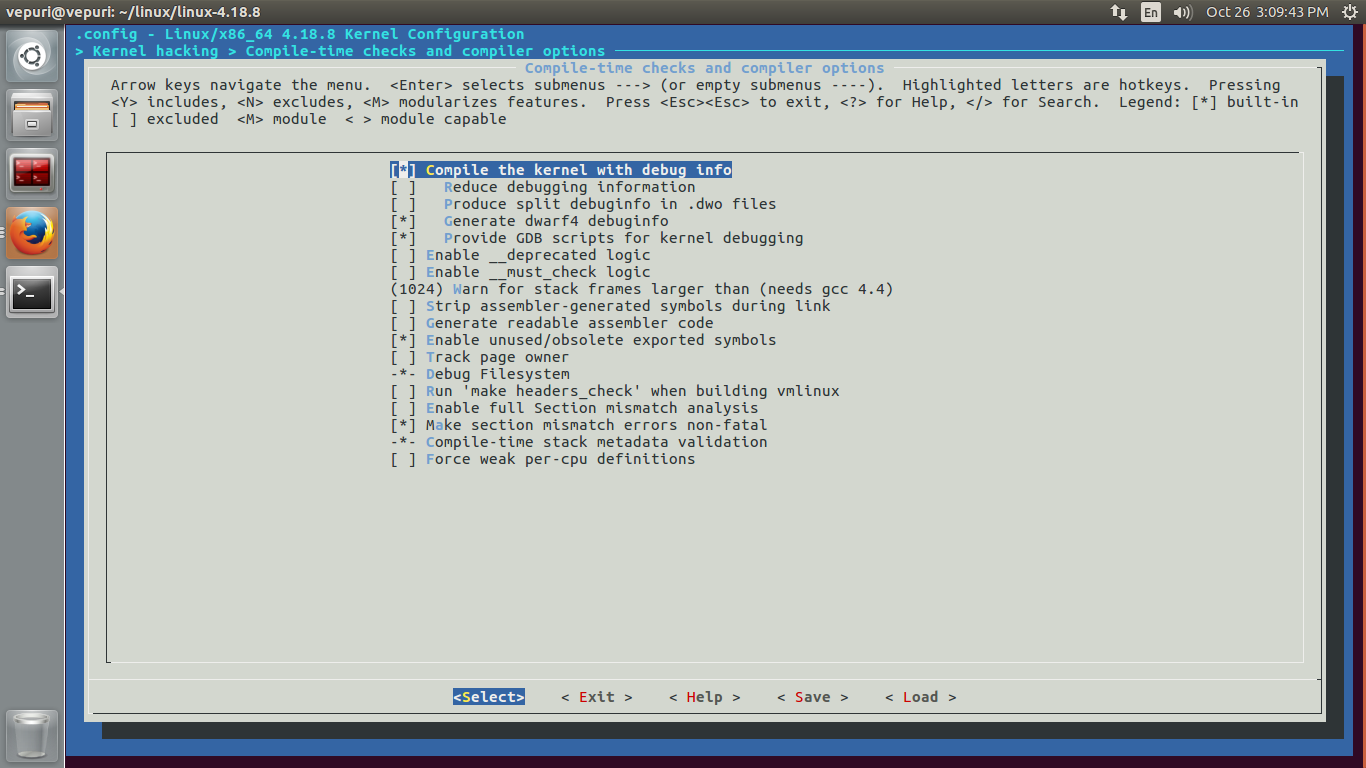 vepuri@vepuri: ~/linux/linux-4.18.8
En
Oct 26 3:09:43 PM
.config - Linux/x86_64 4.18.8 Kernel Configuration
> Kernel hacking > Compile-time checks and compiler options
Compile-time checks and compiler options
Arrow keys navigate the menu.  <Enter> selects submenus ---> (or empty submenus ----).  Highlighted letters are hotkeys.  Pressing
<Y> includes, <N> excludes, <M> modularizes features.  Press <Esc><Esc> to exit, <?> for Help, </> for Search.  Legend: [*] built-in
[ ] excluded  <M> module  < > module capable
[*] Compile the kernel with debug info
[ ]   Reduce debugging information
[ ]   Produce split debuginfo in .dwo files
[*]   Generate dwarf4 debuginfo
[*]   Provide GDB scripts for kernel debugging
[ ] Enable __deprecated logic
[ ] Enable __must_check logic
(1024) Warn for stack frames larger than (needs gcc 4.4)
[ ] Strip assembler-generated symbols during link
[ ] Generate readable assembler code
[*] Enable unused/obsolete exported symbols
[ ] Track page owner
-*- Debug Filesystem
[ ] Run 'make headers_check' when building vmlinux
[ ] Enable full Section mismatch analysis
[*] Make section mismatch errors non-fatal
-*- Compile-time stack metadata validation
[ ] Force weak per-cpu definitions
<Select>    < Exit >    < Help >    < Save >    < Load >